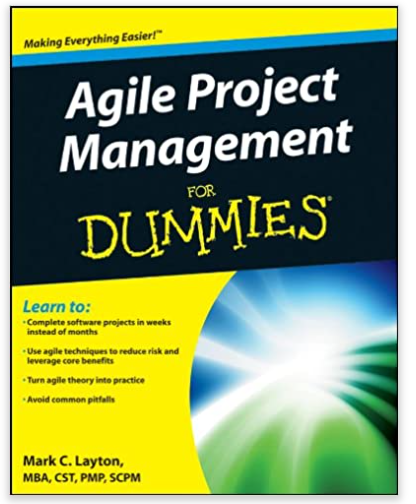 Making Everything Easier!™
Agile Project
Management
FOR
DUMMIES®
Learn to:
• Complete software projects in weeks
instead of months
• Use agile techniques to reduce risk and
leverage core benefits
• Turn agile theory into practice
• Avoid common pitfalls
Mark C. Layton,
MBA, CST, PMP, SCPM